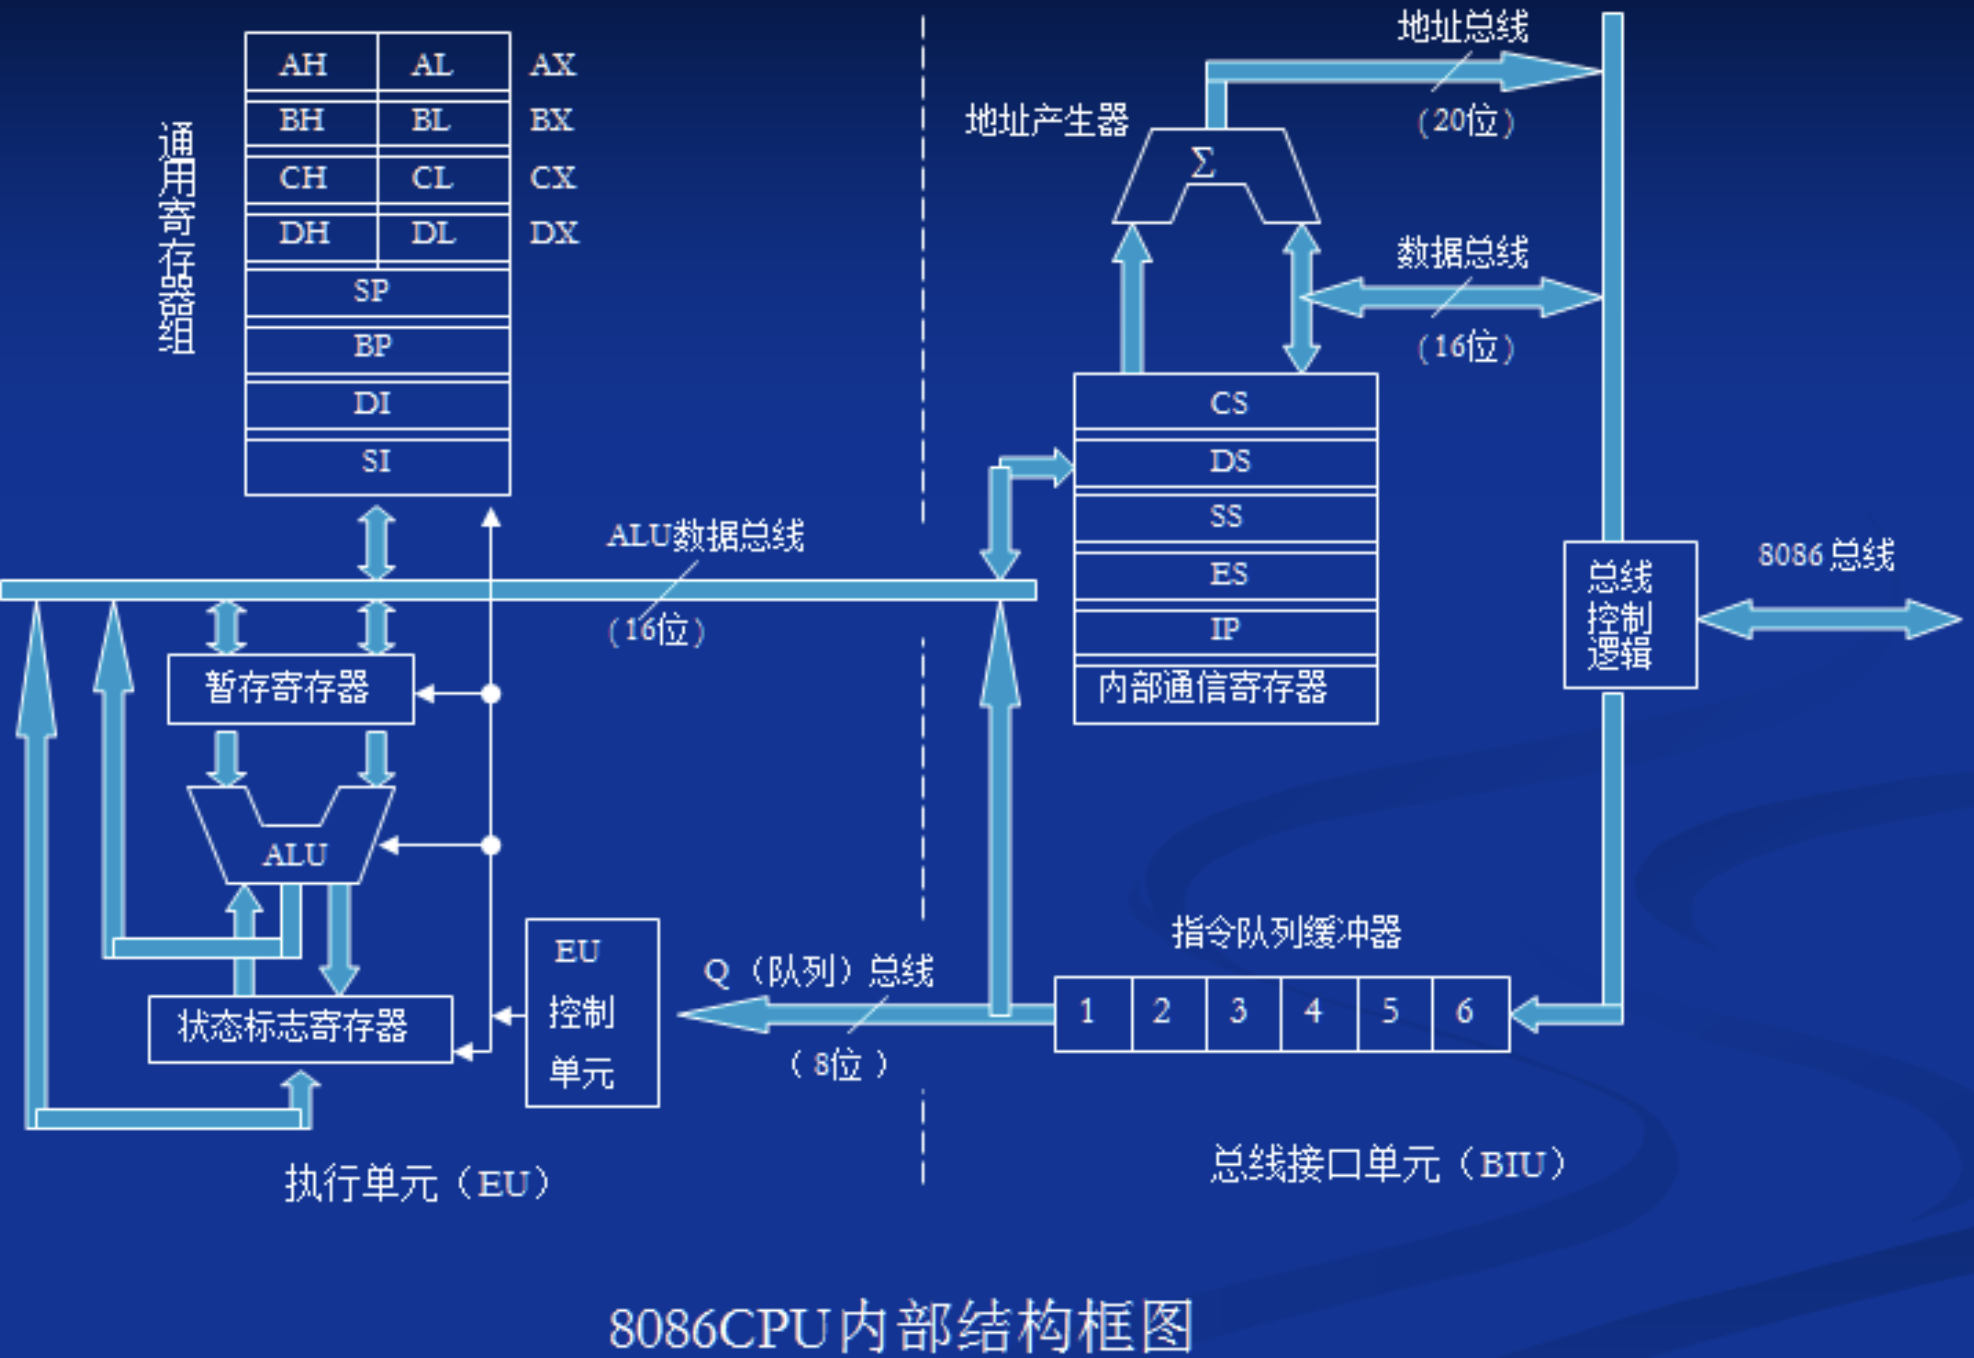 通用寄存器组
AH AL AX
BH BL BX
CH CL CX
DH DL DX
SP
BP
DI
SI
ALU数据总线
(16位)
暂存寄存器
ALU
状态标志寄存器
EU
控制
单元
Q（队列）总线
（8位）
执行单元（EU）
地址总线
(20位)
地址产生器
Σ
数据总线
(16位)
CS
DS
SS
ES
IP
内部通信寄存器
总线
控制
逻辑
8086总线
指令队列缓冲器
1 2 3 4 5 6
总线接口单元（BIU）
8086CPU内部结构框图